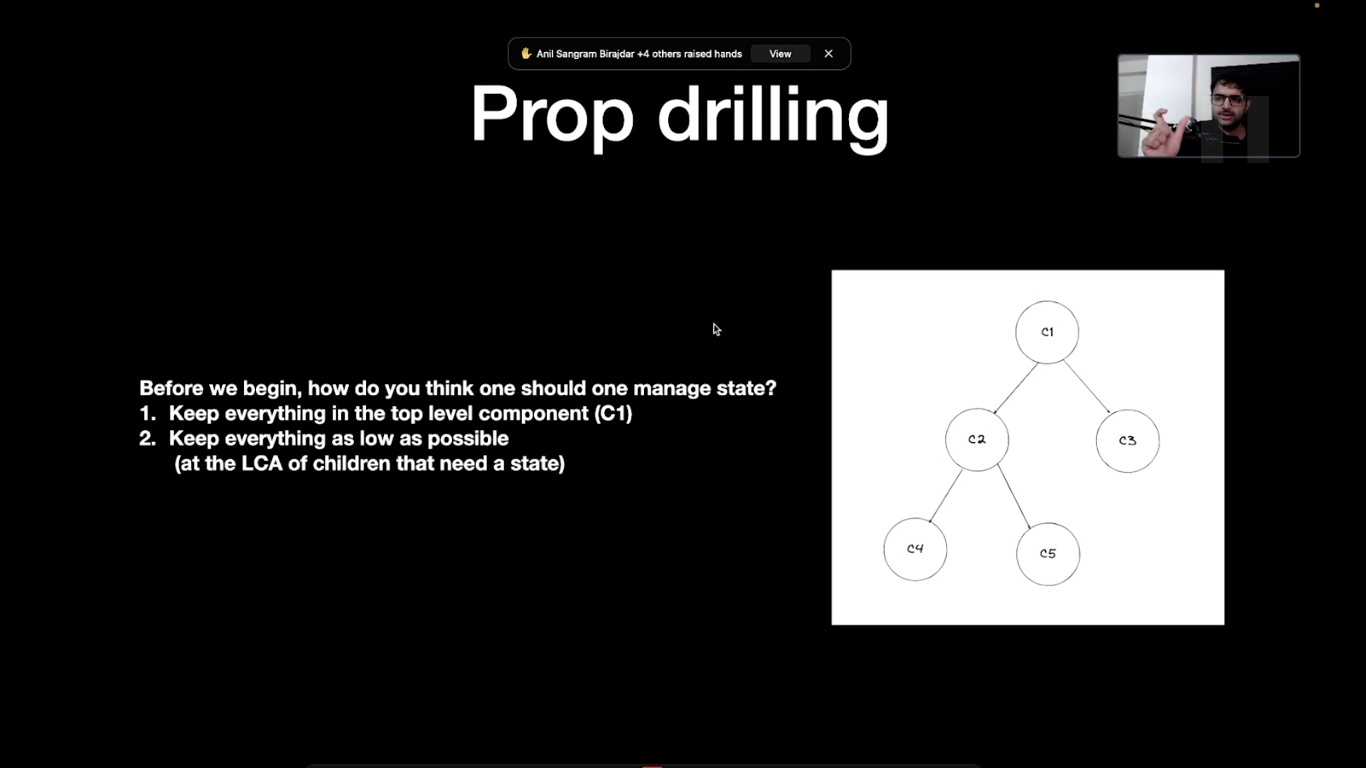 ✋ Anil Sangram Birajdar +4 others raised hands View
Prop drilling
Before we begin, how do you think one should one manage state?
1. Keep everything in the top level component (C1)
2. Keep everything as low as possible
(at the LCA of children that need a state)
C1
C2
C3
C4
C5